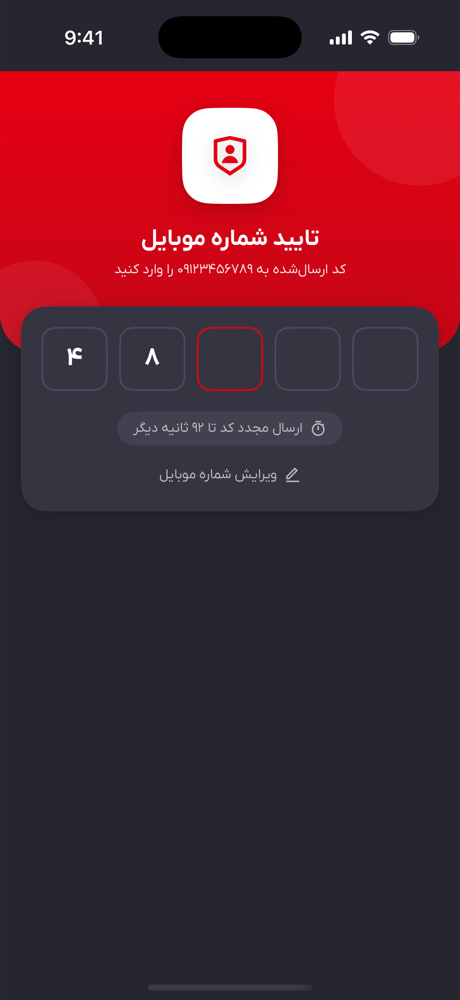 9:41
تایید شماره موبایل
کد ارسال‌شده به ۰۹۱۲۳۴۵۶۷۸۹ را وارد کنید
۴ ۸
ارسال مجدد کد تا ۹۲ ثانیه دیگر
ویرایش شماره موبایل